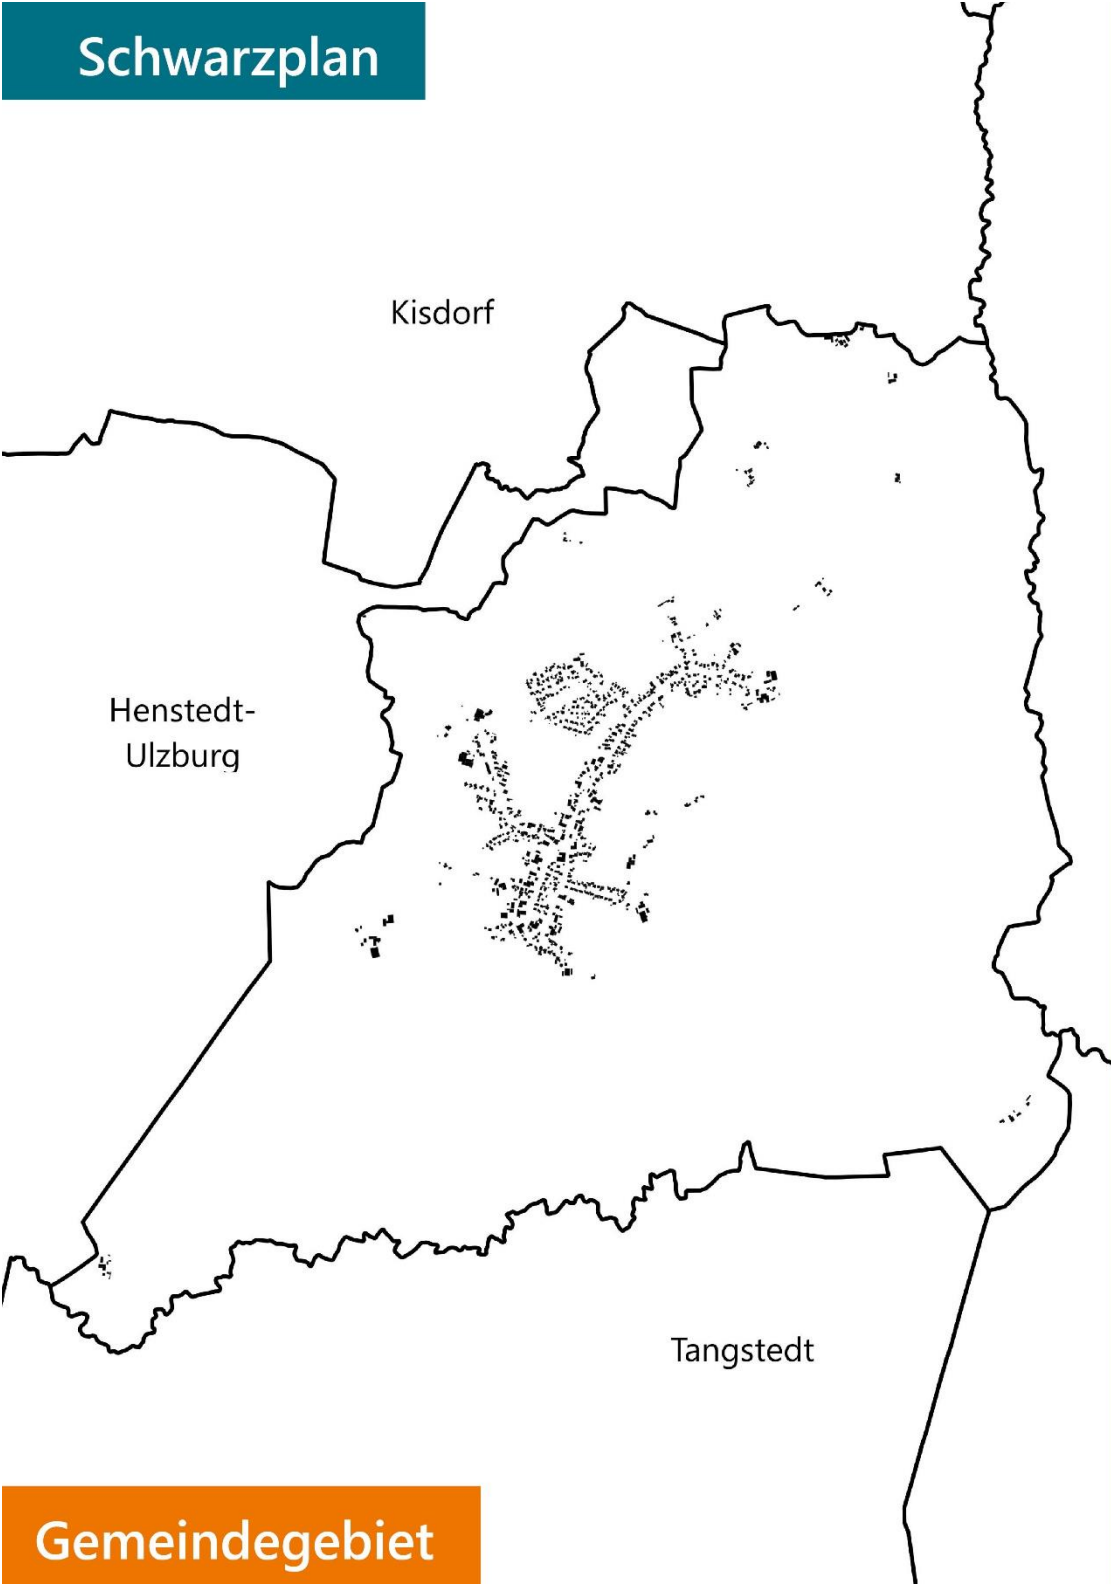 Schwarzplan
Kisdorf
Henstedt-
Ulzburg
Tangstedt
Gemeindegebiet